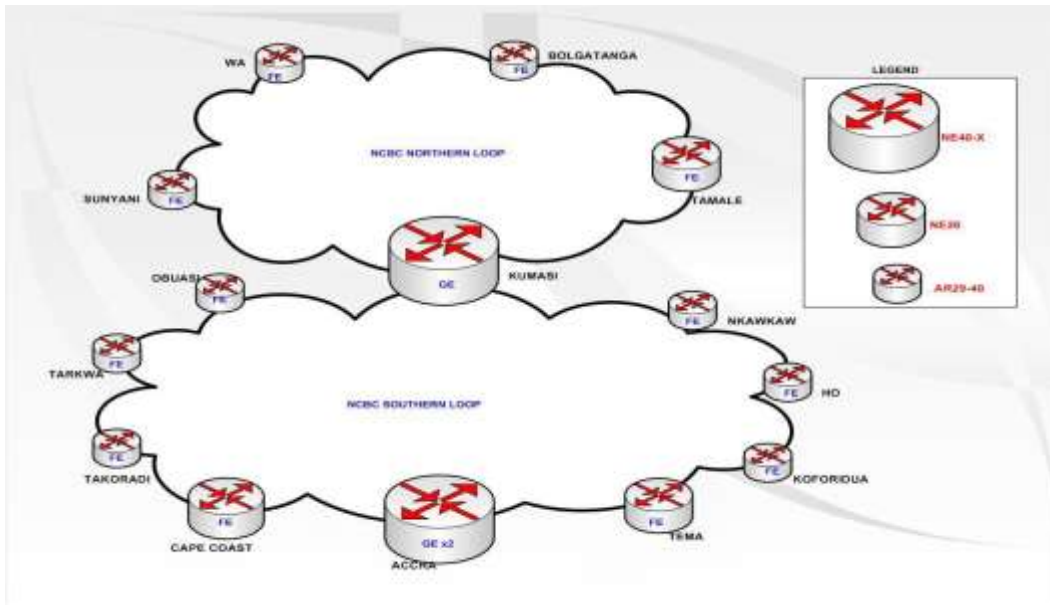 WA
FE
FE
BOLGATANGA
LEGEND
NE40-X
NCBC NORTHERN LOOP
FE
TAMALE
SUNYANI
FE
NE20
KUMASI
GE
OBUASI
FE
AR29-40
FE
NKAWKAW
TARKWA
FE
FE
HO
NCBC SOUTHERN LOOP
FE
TAKORADI
FE
KOFORIDUA
FE
CAPE COAST
GE x2
ACCRA
FE
TEMA